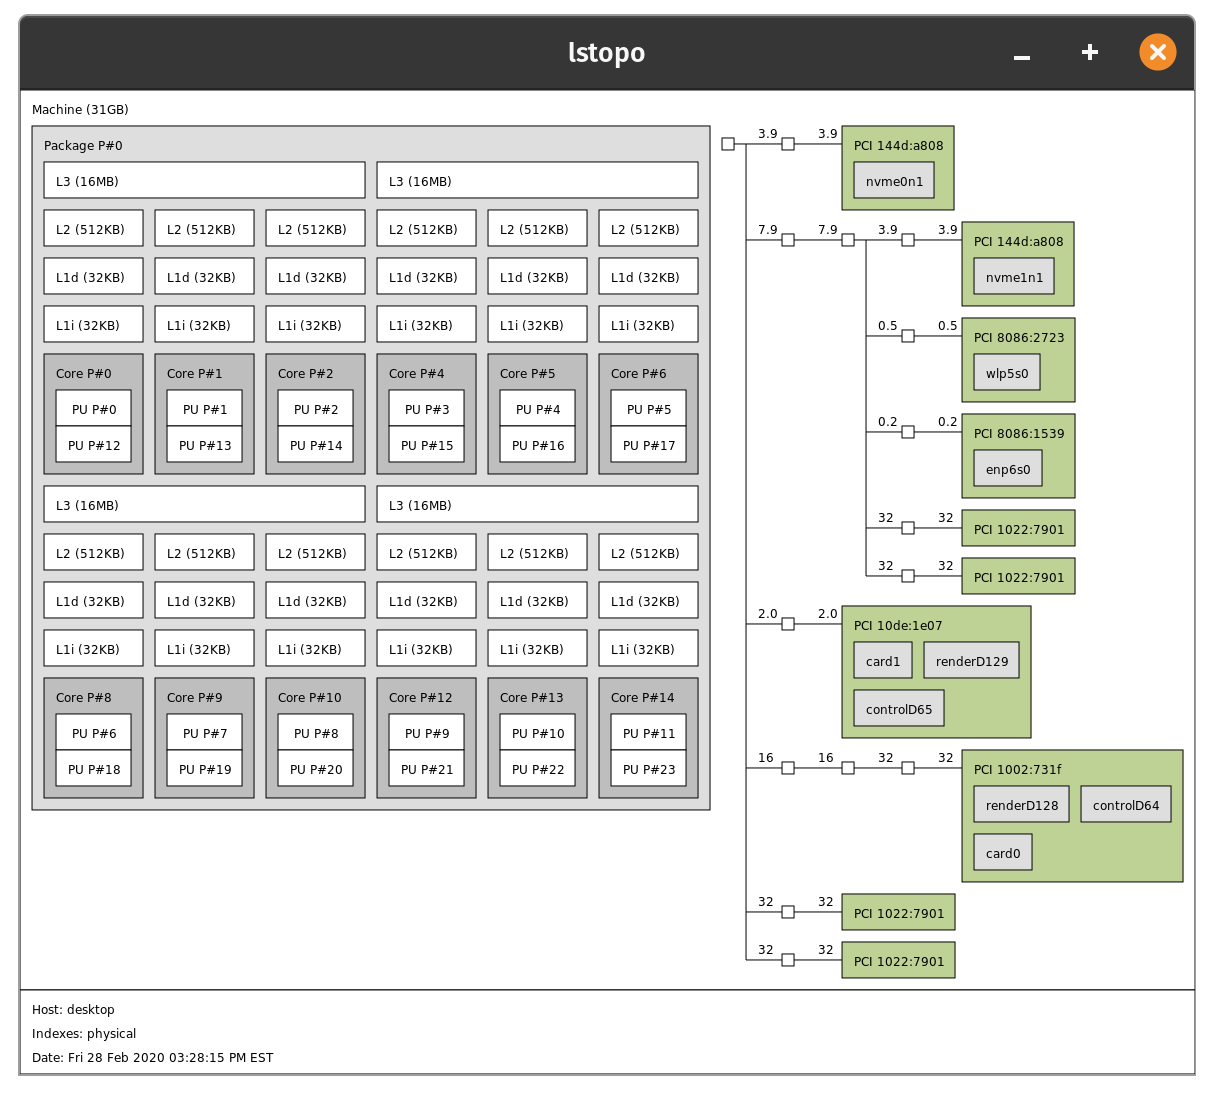 lstopo
Machine (31GB)
Package P#0
L3 (16MB) L3 (16MB)
L2 (512KB) L2 (512KB) L2 (512KB) L2 (512KB) L2 (512KB) L2 (512KB)
L1d (32KB) L1d (32KB) L1d (32KB) L1d (32KB) L1d (32KB) L1d (32KB)
L1i (32KB) L1i (32KB) L1i (32KB) L1i (32KB) L1i (32KB) L1i (32KB)
Core P#0 Core P#1 Core P#2 Core P#4 Core P#5 Core P#6
PU P#0 PU P#1 PU P#2 PU P#3 PU P#4 PU P#5
PU P#12 PU P#13 PU P#14 PU P#15 PU P#16 PU P#17
L3 (16MB) L3 (16MB)
L2 (512KB) L2 (512KB) L2 (512KB) L2 (512KB) L2 (512KB) L2 (512KB)
L1d (32KB) L1d (32KB) L1d (32KB) L1d (32KB) L1d (32KB) L1d (32KB)
L1i (32KB) L1i (32KB) L1i (32KB) L1i (32KB) L1i (32KB) L1i (32KB)
Core P#8 Core P#9 Core P#10 Core P#12 Core P#13 Core P#14
PU P#6 PU P#7 PU P#8 PU P#9 PU P#10 PU P#11
PU P#18 PU P#19 PU P#20 PU P#21 PU P#22 PU P#23
3.9 3.9 PCI 144d:a808
nvme0n1
7.9 7.9 3.9 3.9 PCI 144d:a808
nvme1n1
0.5 0.5 PCI 8086:2723
wlp5s0
0.2 0.2 PCI 8086:1539
enp6s0
32 32 PCI 1022:7901
32 32 PCI 1022:7901
2.0 2.0 PCI 10de:1e07
card1 renderD129
controlD65
16 16 32 32 PCI 1002:731f
renderD128 controlD64
card0
32 32 PCI 1022:7901
32 32 PCI 1022:7901
Host: desktop
Indexes: physical
Date: Fri 28 Feb 2020 03:28:15 PM EST